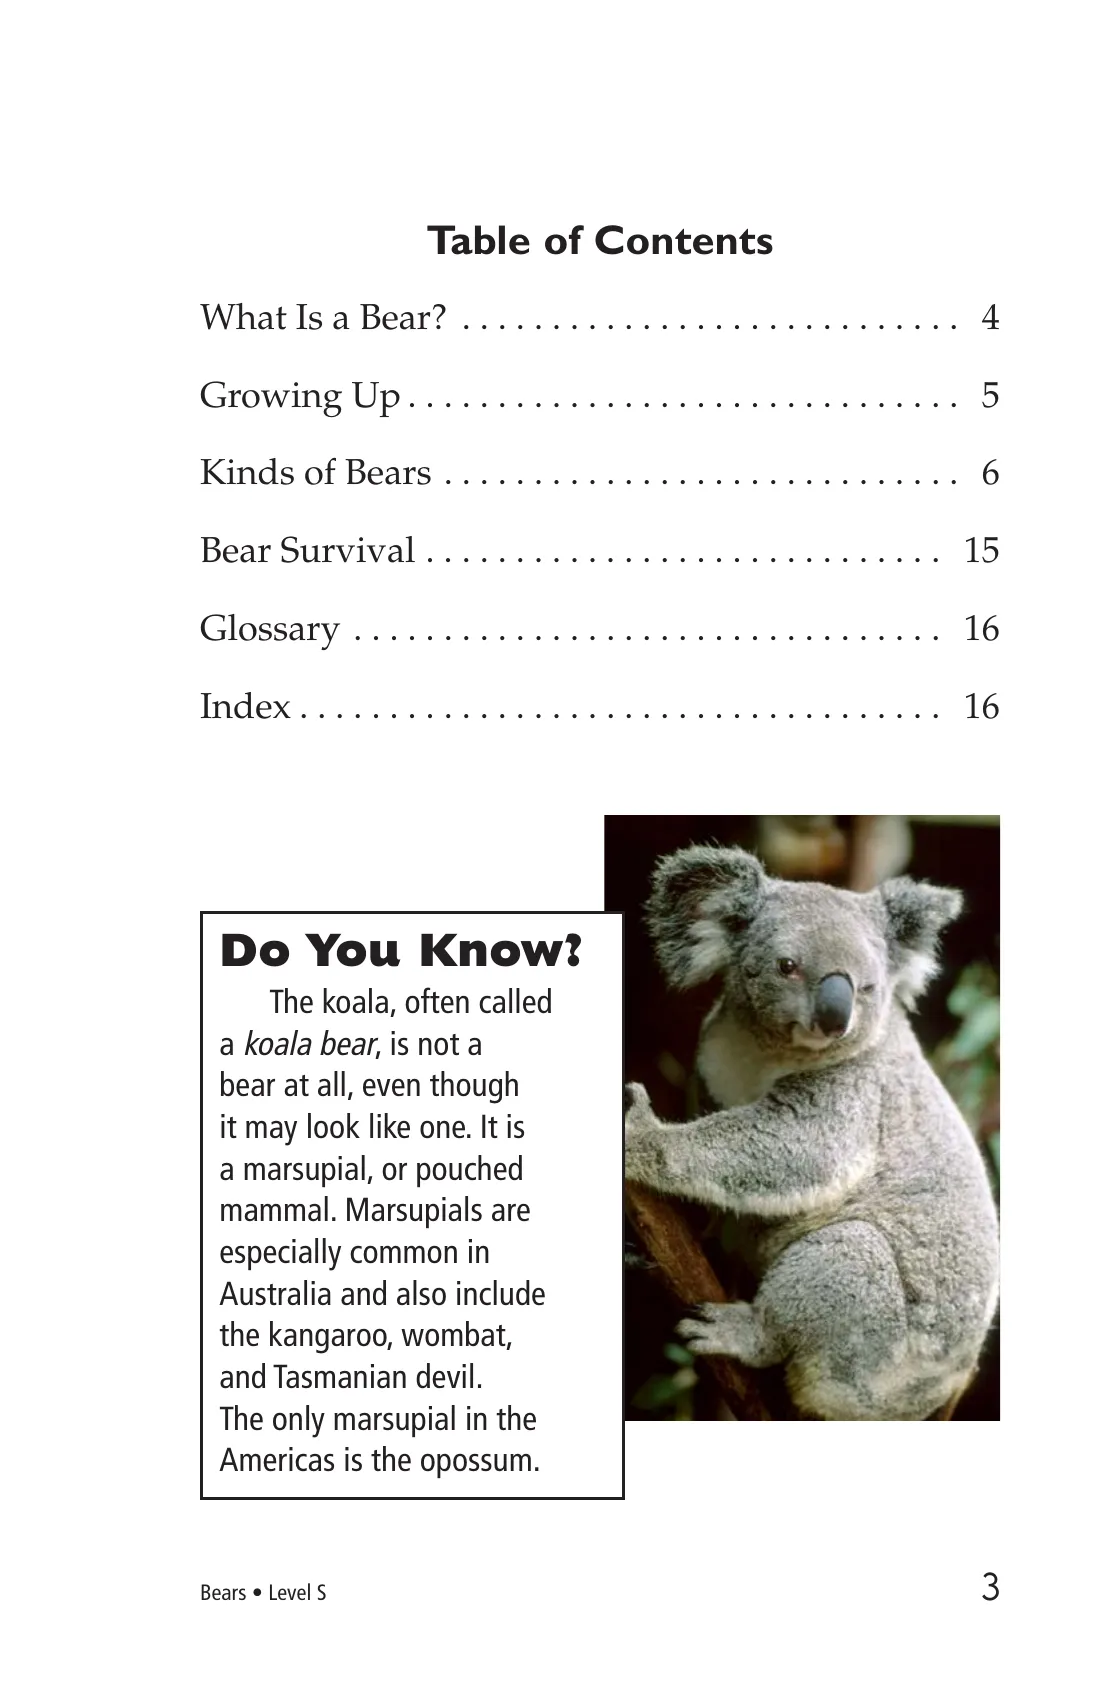 Table of Contents
What Is a Bear? . . . . . . . . . . . . . . . . . . . . . . . . . . . . 4
Growing Up . . . . . . . . . . . . . . . . . . . . . . . . . . . . . . . 5
Kinds of Bears . . . . . . . . . . . . . . . . . . . . . . . . . . . . . 6
Bear Survival . . . . . . . . . . . . . . . . . . . . . . . . . . . . . 15
Glossary . . . . . . . . . . . . . . . . . . . . . . . . . . . . . . . . . 16
Index . . . . . . . . . . . . . . . . . . . . . . . . . . . . . . . . . . . . 16
Do You Know?
The koala, often called
a koala bear, is not a
bear at all, even though
it may look like one. It is
a marsupial, or pouched
mammal. Marsupials are
especially common in
Australia and also include
the kangaroo, wombat,
and Tasmanian devil.
The only marsupial in the
Americas is the opossum.
Bears • Level S
3